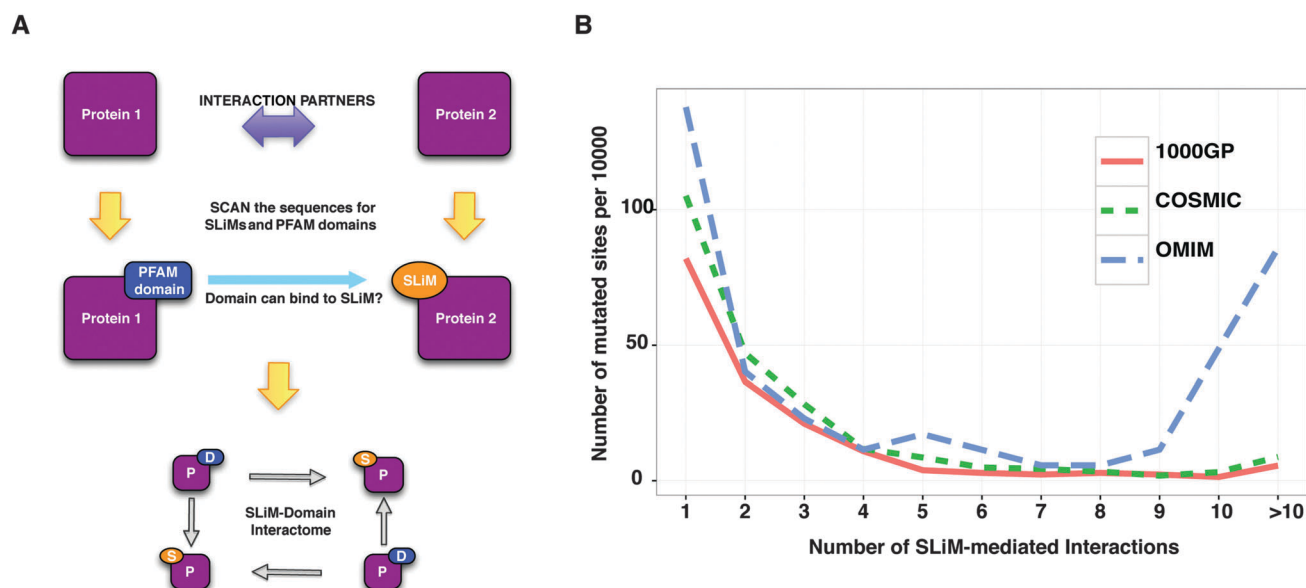 A
Protein 1
INTERACTION PARTNERS
Protein 2
SCAN the sequences for
SLiMs and PFAM domains
PFAM
domain
SLiM
Domain can bind to SLiM?
Protein 1
Protein 2
P
D
S
P
SLiM-Domain
Interactome
S
P
P
D
B
Number of mutated sites per 10000
100
50
0
1000GP
COSMIC
OMIM
1 2 3 4 5 6 7 8 9 10 >10
Number of SLiM-mediated Interactions